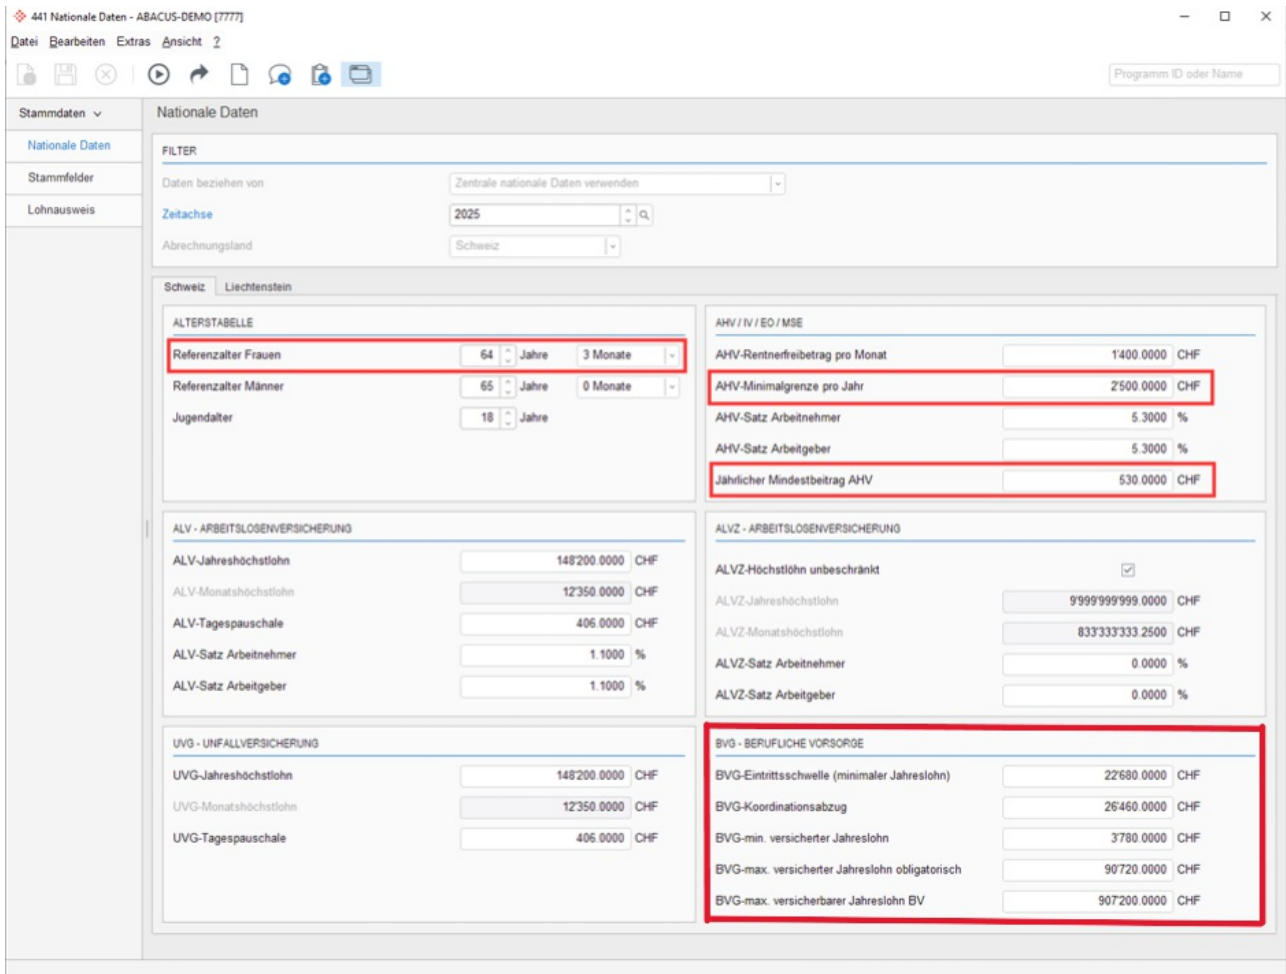 441 Nationale Daten - ABACUS-DEMO [7777]
Datei Bearbeiten Extras Ansicht ?
Programm ID oder Name
Stammdaten
Nationale Daten
Stammfelder
Lohnausweis
Nationale Daten
FILTER
Daten beziehen von Zentrale nationale Daten verwenden
Zeitachse 2025
Abrechnungsland Schweiz
Schweiz Liechtenstein
ALTERSTABELLE
Referenzalter Frauen 64 Jahre 3 Monate
Referenzalter Männer 65 Jahre 0 Monate
Jugendalter 18 Jahre
AHV / IV / EO / MSE
AHV-Rentnerfreibetrag pro Monat 1'400.0000 CHF
AHV-Minimalgrenze pro Jahr 2'500.0000 CHF
AHV-Satz Arbeitnehmer 5.3000 %
AHV-Satz Arbeitgeber 5.3000 %
Jährlicher Mindestbeitrag AHV 530.0000 CHF
ALV - ARBEITSLOSENVERSICHERUNG
ALV-Jahreshöchstlohn 148'200.0000 CHF
ALV-Monatshöchstlohn 12'350.0000 CHF
ALV-Tagespauschale 406.0000 CHF
ALV-Satz Arbeitnehmer 1.1000 %
ALV-Satz Arbeitgeber 1.1000 %
ALVZ - ARBEITSLOSENVERSICHERUNG
ALVZ-Höchstlöhn unbeschränkt
ALVZ-Jahreshöchstlohn 9'999'999'999.0000 CHF
ALVZ-Monatshöchstlohn 833'333'333.2500 CHF
ALVZ-Satz Arbeitnehmer 0.0000 %
ALVZ-Satz Arbeitgeber 0.0000 %
UVG - UNFALLVERSICHERUNG
UVG-Jahreshöchstlohn 148'200.0000 CHF
UVG-Monatshöchstlohn 12'350.0000 CHF
UVG-Tagespauschale 406.0000 CHF
BVG - BERUFLICHE VORSORGE
BVG-Eintrittsschwelle (minimaler Jahreslohn) 22'680.0000 CHF
BVG-Koordinationsabzug 26'460.0000 CHF
BVG-min. versicherter Jahreslohn 3'780.0000 CHF
BVG-max. versicherter Jahreslohn obligatorisch 90'720.0000 CHF
BVG-max. versicherbarer Jahreslohn BV 907'200.0000 CHF